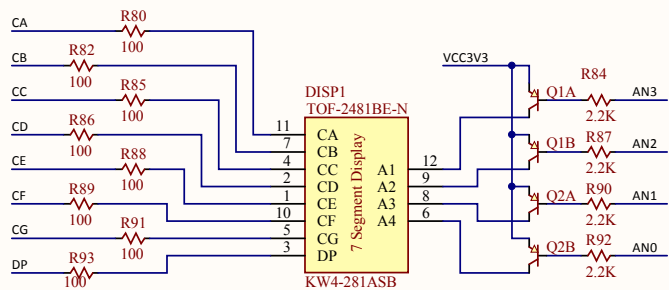 CA
R80
100
CB
R82
100
CC
R85
100
CD
R86
100
CE
R88
100
CF
R89
100
CG
R91
100
DP
R93
100
DISP1
TOF-2481BE-N
11 CA
7 CB
4 CC
2 CD
1 CE
10 CF
5 CG
3 DP
7 Segment Display
A1 12
A2 9
A3 8
A4 6
KW4-281ASB
VCC3V3
Q1A
R84
2.2K
AN3
Q1B
R87
2.2K
AN2
Q2A
R90
2.2K
AN1
Q2B
R92
2.2K
AN0